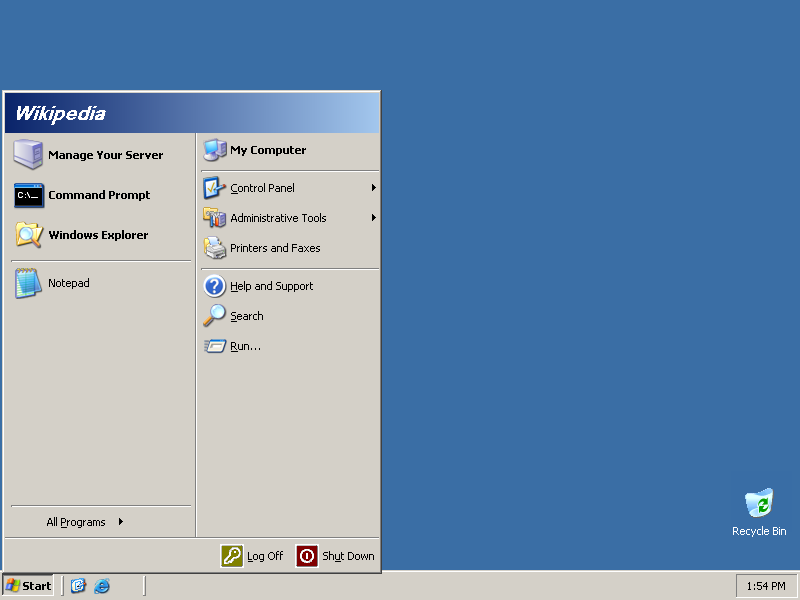 Wikipedia
Manage Your Server
Command Prompt
C:\_
Windows Explorer
Notepad
All Programs
My Computer
Control Panel
Administrative Tools
Printers and Faxes
Help and Support
Search
Run...
Log Off
Shut Down
Recycle Bin
Start
1:54 PM